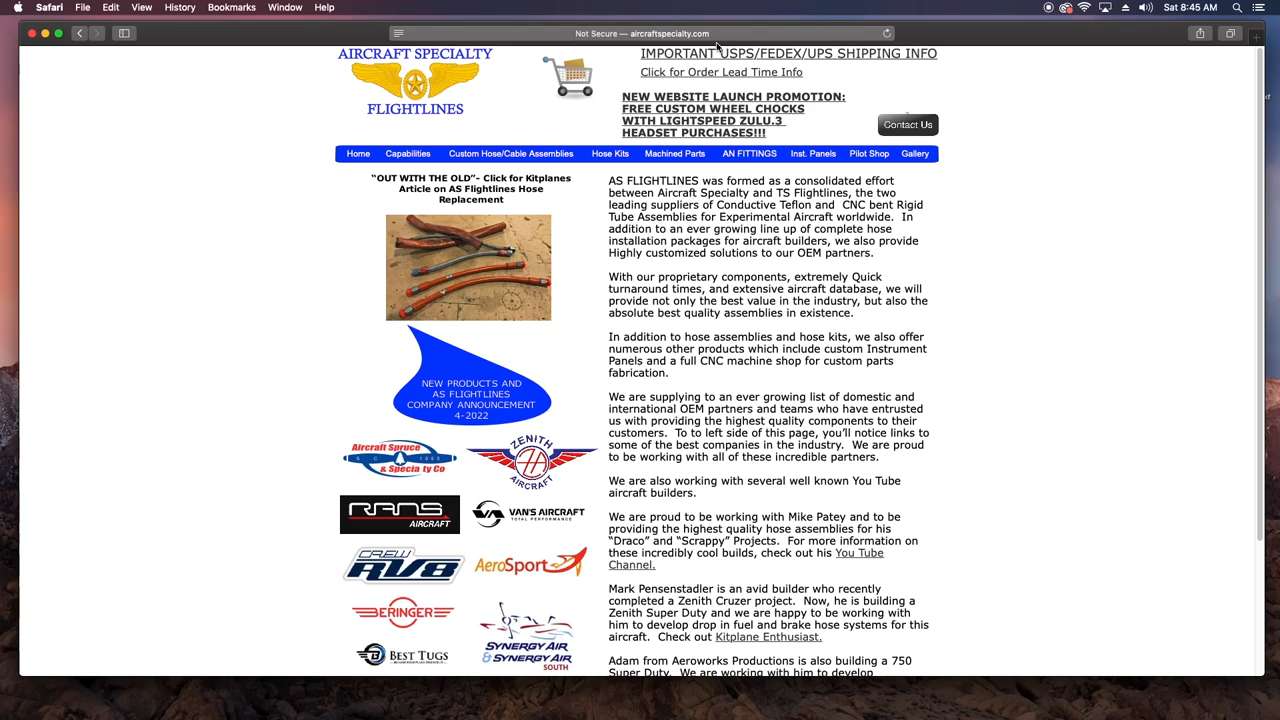 Safari File Edit View History Bookmarks Window Help
Sat 8:45 AM
Not Secure — aircraftspecialty.com
AIRCRAFT SPECIALTY
FLIGHTLINES
IMPORTANT USPS/FEDEX/UPS SHIPPING INFO
Click for Order Lead Time Info
NEW WEBSITE LAUNCH PROMOTION:
FREE CUSTOM WHEEL CHOCKS
WITH LIGHTSPEED ZULU.3
HEADSET PURCHASES!!!
Contact Us
Home Capabilities Custom Hose/Cable Assemblies Hose Kits Machined Parts AN FITTINGS Inst. Panels Pilot Shop Gallery
“OUT WITH THE OLD”- Click for Kitplanes
Article on AS Flightlines Hose
Replacement
NEW PRODUCTS AND
AS FLIGHTLINES
COMPANY ANNOUNCEMENT
4-2022
Aircraft Spruce
& Specialty Co
ZENITH
AIRCRAFT
RANS
AIRCRAFT
VAN'S AIRCRAFT
TOTAL PERFORMANCE
CREW
RV8
AeroSport
BERINGER
SYNERGY AIR
& SYNERGY AIR
SOUTH
BEST TUGS
AS FLIGHTLINES was formed as a consolidated effort
between Aircraft Specialty and TS Flightlines, the two
leading suppliers of Conductive Teflon and CNC bent Rigid
Tube Assemblies for Experimental Aircraft worldwide. In
addition to an ever growing line up of complete hose
installation packages for aircraft builders, we also provide
Highly customized solutions to our OEM partners.
With our proprietary components, extremely Quick
turnaround times, and extensive aircraft database, we will
provide not only the best value in the industry, but also the
absolute best quality assemblies in existence.
In addition to hose assemblies and hose kits, we also offer
numerous other products which include custom Instrument
Panels and a full CNC machine shop for custom parts
fabrication.
We are supplying to an ever growing list of domestic and
international OEM partners and teams who have entrusted
us with providing the highest quality components to their
customers. To to left side of this page, you’ll notice links to
some of the best companies in the industry. We are proud
to be working with all of these incredible partners.
We are also working with several well known You Tube
aircraft builders.
We are proud to be working with Mike Patey and to be
providing the highest quality hose assemblies for his
“Draco” and “Scrappy” Projects. For more information on
these incredibly cool builds, check out his You Tube
Channel.
Mark Pensenstadler is an avid builder who recently
completed a Zenith Cruzer project. Now, he is building a
Zenith Super Duty and we are happy to be working with
him to develop drop in fuel and brake hose systems for this
aircraft. Check out Kitplane Enthusiast.
Adam from Aeroworks Productions is also building a 750
Super Duty. We are working with him to develop